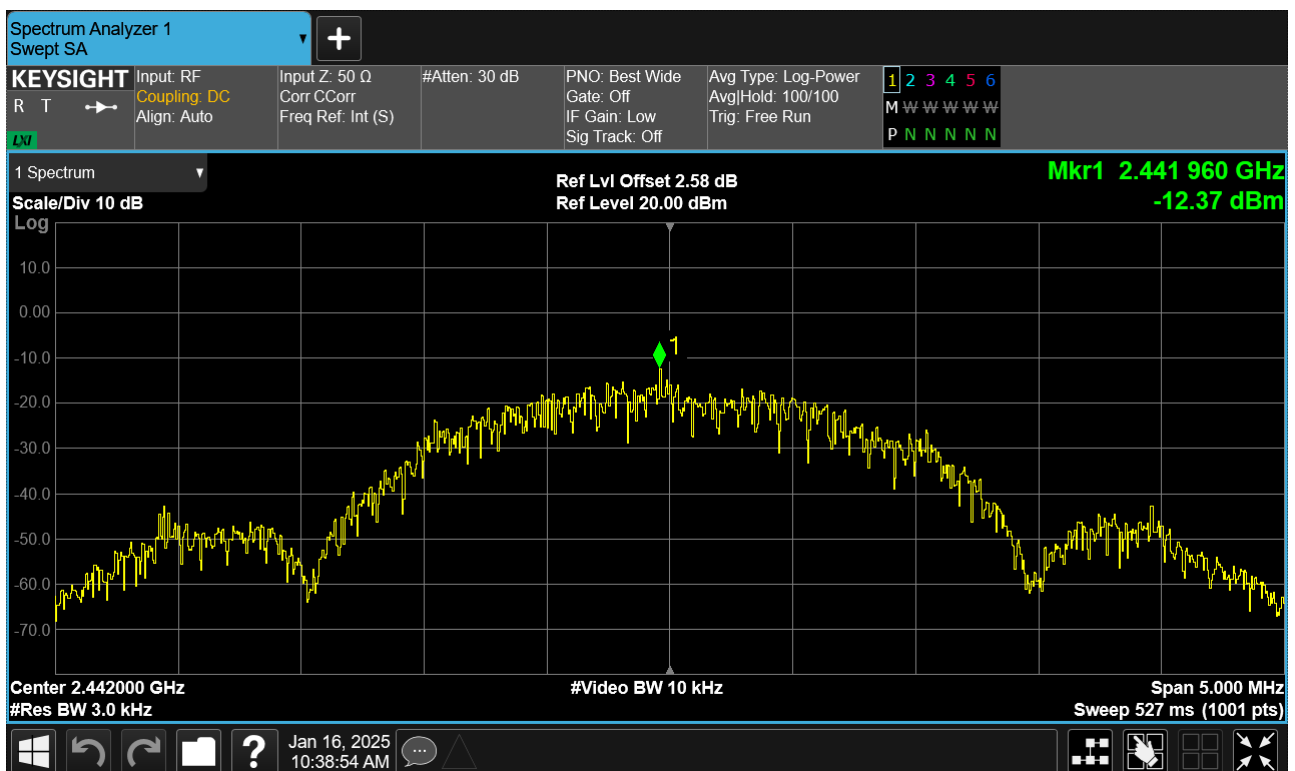 Spectrum Analyzer 1
Swept SA
KEYSIGHT
R T
LXI
Input: RF
Coupling: DC
Align: Auto
Input Z: 50 Ω
Corr CCorr
Freq Ref: Int (S)
#Atten: 30 dB
PNO: Best Wide
Gate: Off
IF Gain: Low
Sig Track: Off
Avg Type: Log-Power
Avg|Hold: 100/100
Trig: Free Run
1 2 3 4 5 6
M W W W W W W
P N N N N N
1 Spectrum
Scale/Div 10 dB
Log
Ref Lvl Offset 2.58 dB
Ref Level 20.00 dBm
Mkr1 2.441 960 GHz
-12.37 dBm
10.0
0.00
-10.0
-20.0
-30.0
-40.0
-50.0
-60.0
-70.0
1
Center 2.442000 GHz
#Res BW 3.0 kHz
#Video BW 10 kHz
Span 5.000 MHz
Sweep 527 ms (1001 pts)
?
Jan 16, 2025
10:38:54 AM